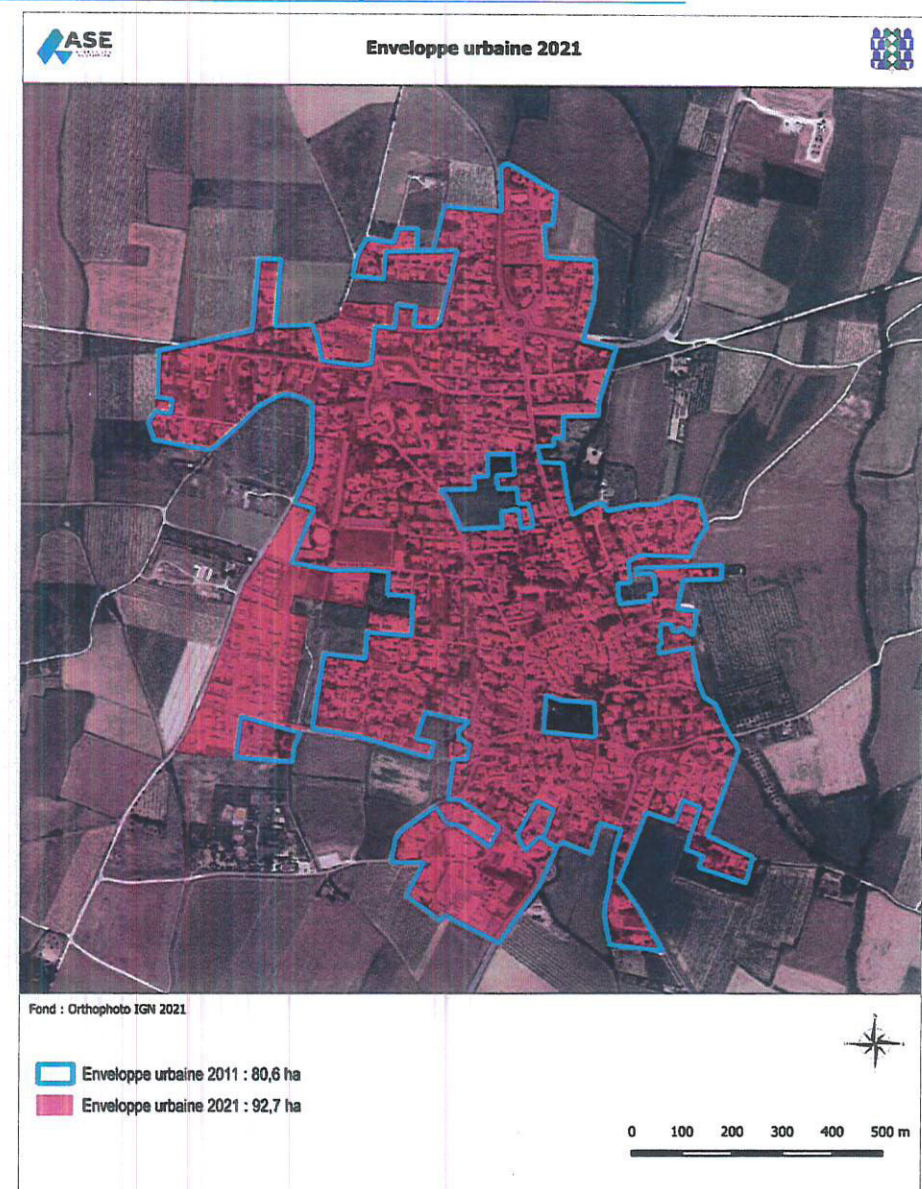 ASE
Enveloppe urbaine 2021
Fond : Orthophoto IGN 2021
Enveloppe urbaine 2011 : 80,6 ha
Enveloppe urbaine 2021 : 92,7 ha
0 100 200 300 400 500 m